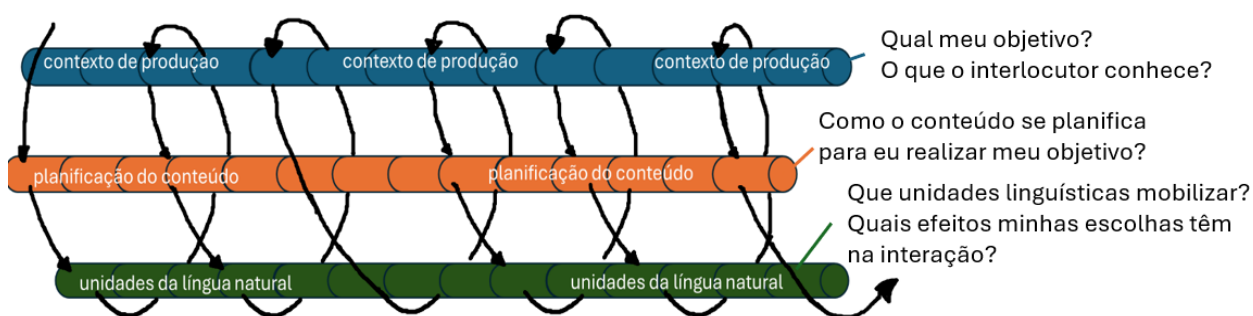 contexto de produção
contexto de produção
contexto de produção
Qual meu objetivo?
O que o interlocutor conhece?
planificação do conteúdo
planificação do conteúdo
Como o conteúdo se planifica
para eu realizar meu objetivo?
unidades da língua natural
unidades da língua natural
Que unidades linguísticas mobilizar?
Quais efeitos minhas escolhas têm
na interação?